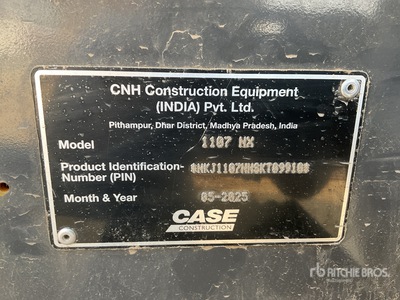 CNH Construction Equipment
(INDIA) Pvt. Ltd.
Pithampur, Dhar District, Madhya Pradesh, India
Model 1107 NX
Product Identification-
Number (PIN)
Month & Year 05-2025
CASE
CONSTRUCTION
rb RITCHIE BROS.